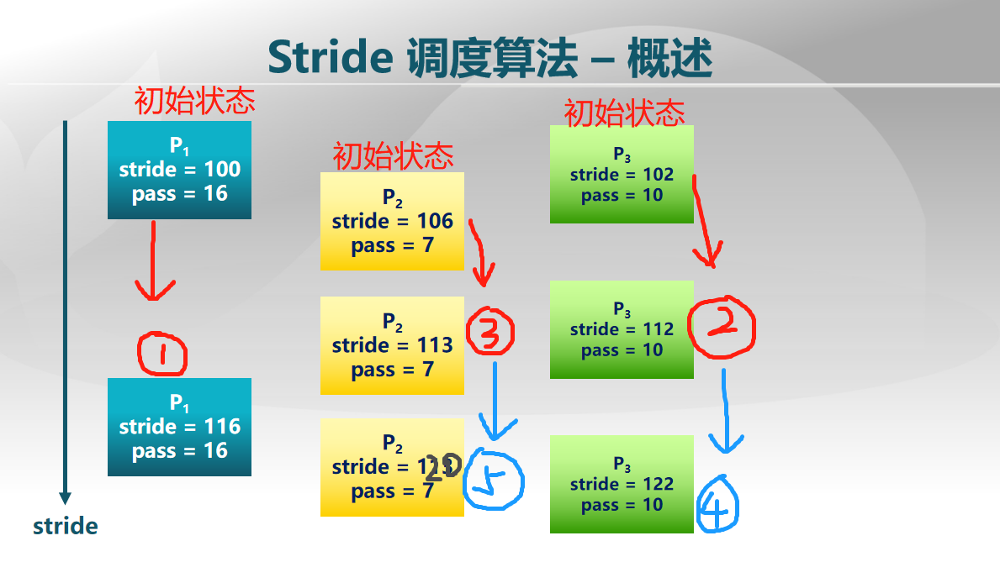 Stride 调度算法 – 概述
初始状态
P1
stride = 100
pass = 16
初始状态
P2
stride = 106
pass = 7
初始状态
P3
stride = 102
pass = 10
1
P1
stride = 116
pass = 16
P2
stride = 113
pass = 7
3
P3
stride = 112
pass = 10
2
P2
stride = 120
pass = 7
5
P3
stride = 122
pass = 10
4
stride